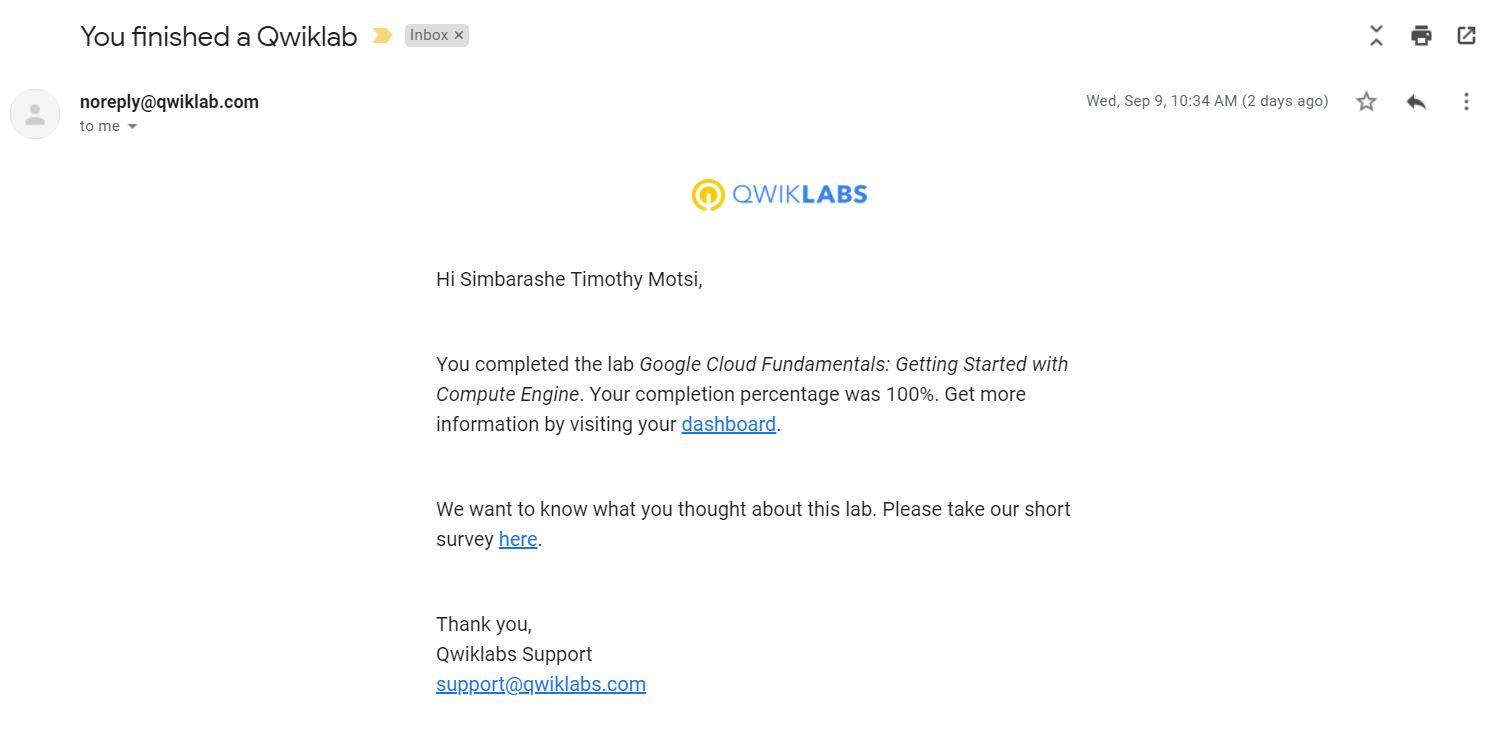 You finished a Qwiklab Inbox ×
noreply@qwiklab.com Wed, Sep 9, 10:34 AM (2 days ago)
to me
QWIKLABS
Hi Simbarashe Timothy Motsi,
You completed the lab Google Cloud Fundamentals: Getting Started with
Compute Engine. Your completion percentage was 100%. Get more
information by visiting your dashboard.
We want to know what you thought about this lab. Please take our short
survey here.
Thank you,
Qwiklabs Support
support@qwiklabs.com